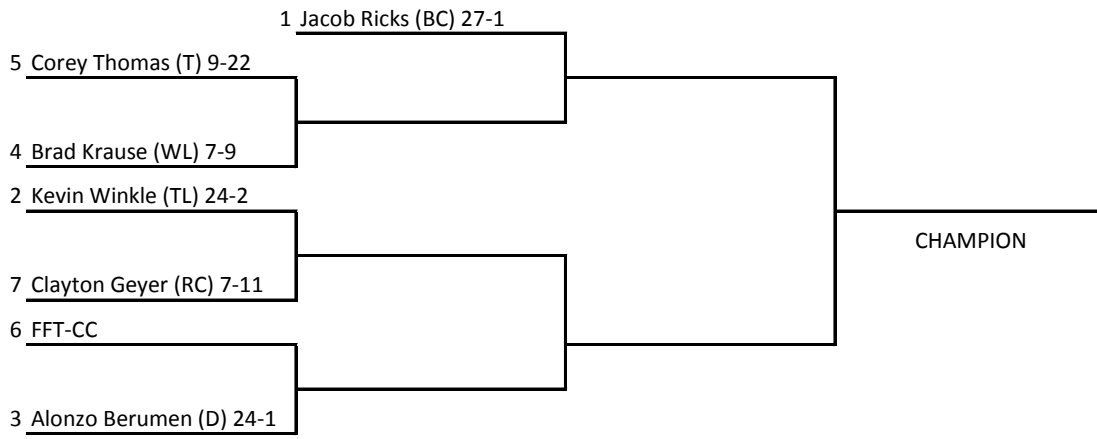 1 Jacob Ricks (BC) 27-1
5 Corey Thomas (T) 9-22
4 Brad Krause (WL) 7-9
2 Kevin Winkle (TL) 24-2
CHAMPION
7 Clayton Geyer (RC) 7-11
6 FFT-CC
3 Alonzo Berumen (D) 24-1